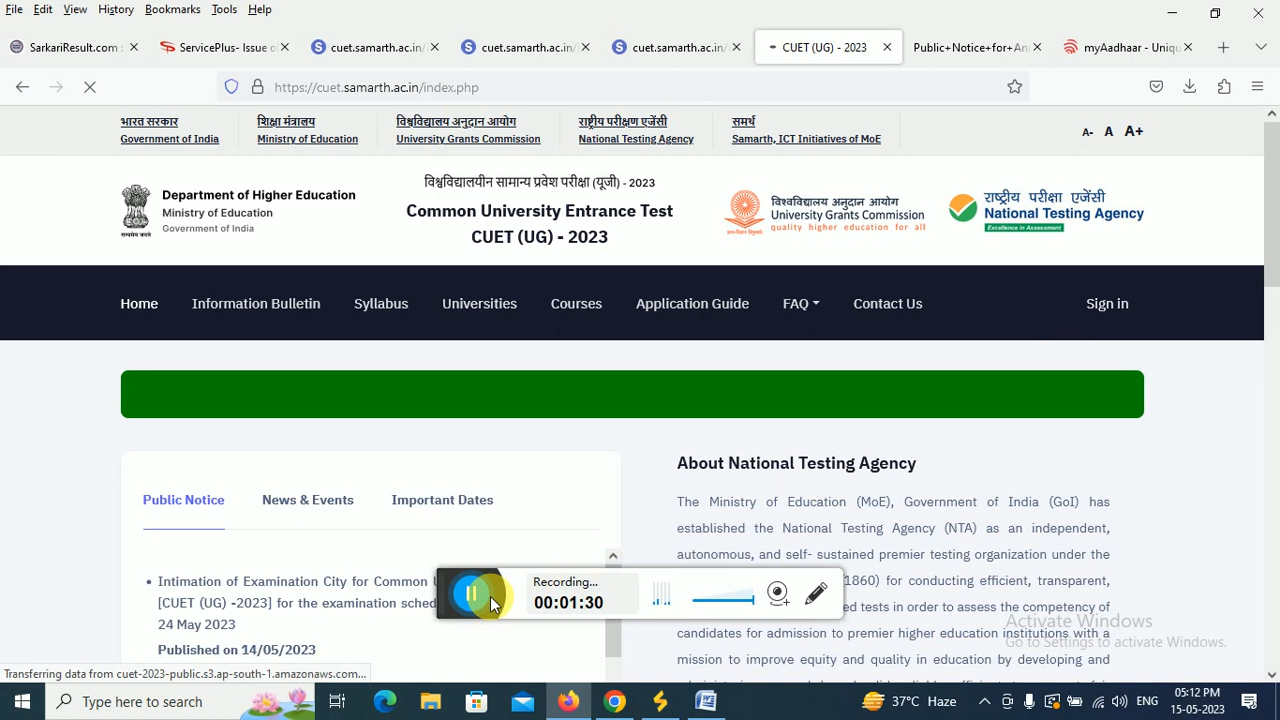 File Edit View History Bookmarks Tools Help
SarkariResult.com : ServicePlus- Issue o cuet.samarth.ac.in/ cuet.samarth.ac.in/ cuet.samarth.ac.in/ CUET (UG) - 2023 Public+Notice+for+An myAadhaar - Uniqu
https://cuet.samarth.ac.in/index.php
भारत सरकार शिक्षा मंत्रालय विश्वविद्यालय अनुदान आयोग राष्ट्रीय परीक्षण एजेंसी समर्थ
Government of India Ministry of Education University Grants Commission National Testing Agency Samarth, ICT Initiatives of MoE A- A A+
विश्वविद्यालयीन सामान्य प्रवेश परीक्षा (यूजी) - 2023
Department of Higher Education
Ministry of Education
Government of India
सत्यमेव जयते
Common University Entrance Test
CUET (UG) - 2023
विश्वविद्यालय अनुदान आयोग
University Grants Commission
quality higher education for all
राष्ट्रीय परीक्षा एजेंसी
National Testing Agency
Excellence in Assessment
Home Information Bulletin Syllabus Universities Courses Application Guide FAQ Contact Us Sign in
Public Notice News & Events Important Dates
• Intimation of Examination City for Common U
[CUET (UG) -2023] for the examination sched
24 May 2023
Published on 14/05/2023
About National Testing Agency
The Ministry of Education (MoE), Government of India (GoI) has
established the National Testing Agency (NTA) as an independent,
autonomous, and self- sustained premier testing organization under the
1860) for conducting efficient, transparent,
ed tests in order to assess the competency of
candidates for admission to premier higher education institutions with a
mission to improve equity and quality in education by developing and
Recording...
00:01:30
Activate Windows
Go to Settings to activate Windows.
Transferring data from cuet-2023-public.s3.ap-south-1.amazonaws.com...
Type here to search 37°C Haze ENG 05:12 PM
15-05-2023